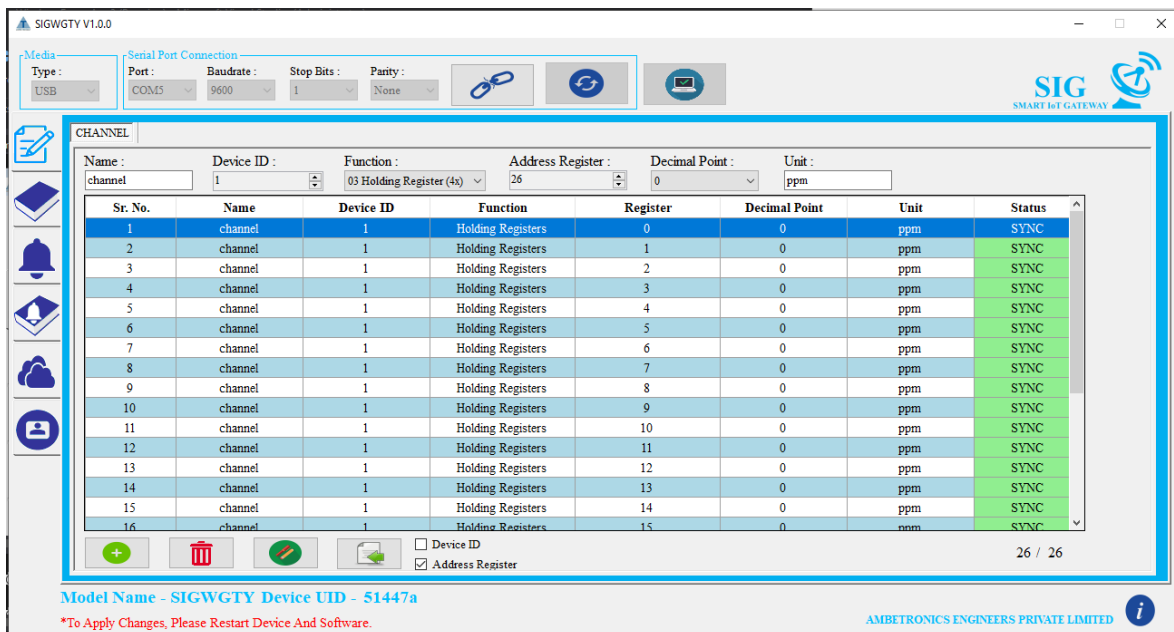 SIGWGTY V1.0.0
Media
Serial Port Connection
Type : Port : Baudrate : Stop Bits : Parity :
USB COM5 9600 1 None
SIG
SMART IoT GATEWAY
CHANNEL
Name : Device ID : Function : Address Register : Decimal Point : Unit :
channel 1 03 Holding Register (4x) 26 0 ppm
Sr. No. Name Device ID Function Register Decimal Point Unit Status
1 channel 1 Holding Registers 0 0 ppm SYNC
2 channel 1 Holding Registers 1 0 ppm SYNC
3 channel 1 Holding Registers 2 0 ppm SYNC
4 channel 1 Holding Registers 3 0 ppm SYNC
5 channel 1 Holding Registers 4 0 ppm SYNC
6 channel 1 Holding Registers 5 0 ppm SYNC
7 channel 1 Holding Registers 6 0 ppm SYNC
8 channel 1 Holding Registers 7 0 ppm SYNC
9 channel 1 Holding Registers 8 0 ppm SYNC
10 channel 1 Holding Registers 9 0 ppm SYNC
11 channel 1 Holding Registers 10 0 ppm SYNC
12 channel 1 Holding Registers 11 0 ppm SYNC
13 channel 1 Holding Registers 12 0 ppm SYNC
14 channel 1 Holding Registers 13 0 ppm SYNC
15 channel 1 Holding Registers 14 0 ppm SYNC
16 channel 1 Holding Registers 15 0 ppm SYNC
Device ID
Address Register
26 / 26
Model Name - SIGWGTY Device UID - 51447a
*To Apply Changes, Please Restart Device And Software.
AMBETRONICS ENGINEERS PRIVATE LIMITED
i